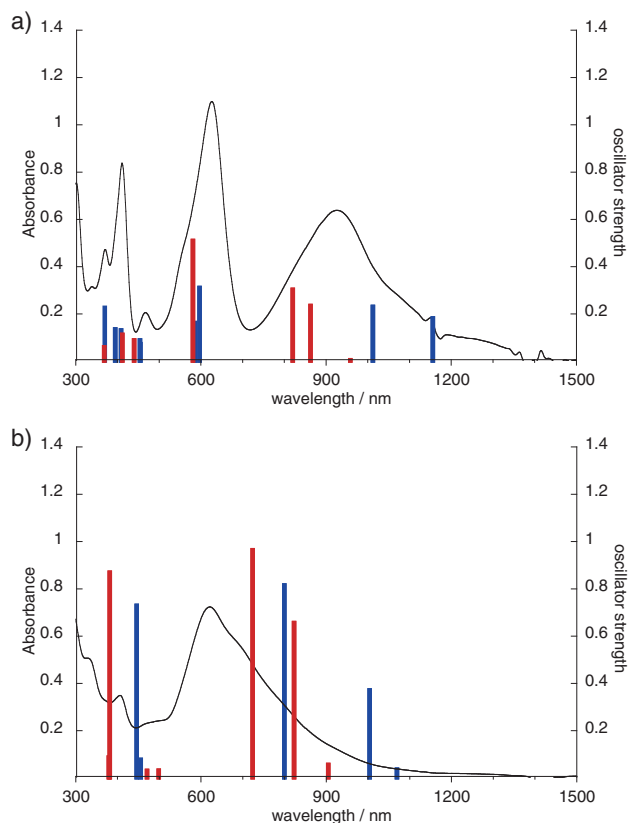 a)
1.4 1.4
1.2 1.2
1 1
0.8 0.8
0.6 0.6
0.4 0.4
0.2 0.2
Absorbance
oscillator strength
300 600 900 1200 1500
wavelength / nm
b)
1.4 1.4
1.2 1.2
1 1
0.8 0.8
0.6 0.6
0.4 0.4
0.2 0.2
Absorbance
oscillator strength
300 600 900 1200 1500
wavelength / nm